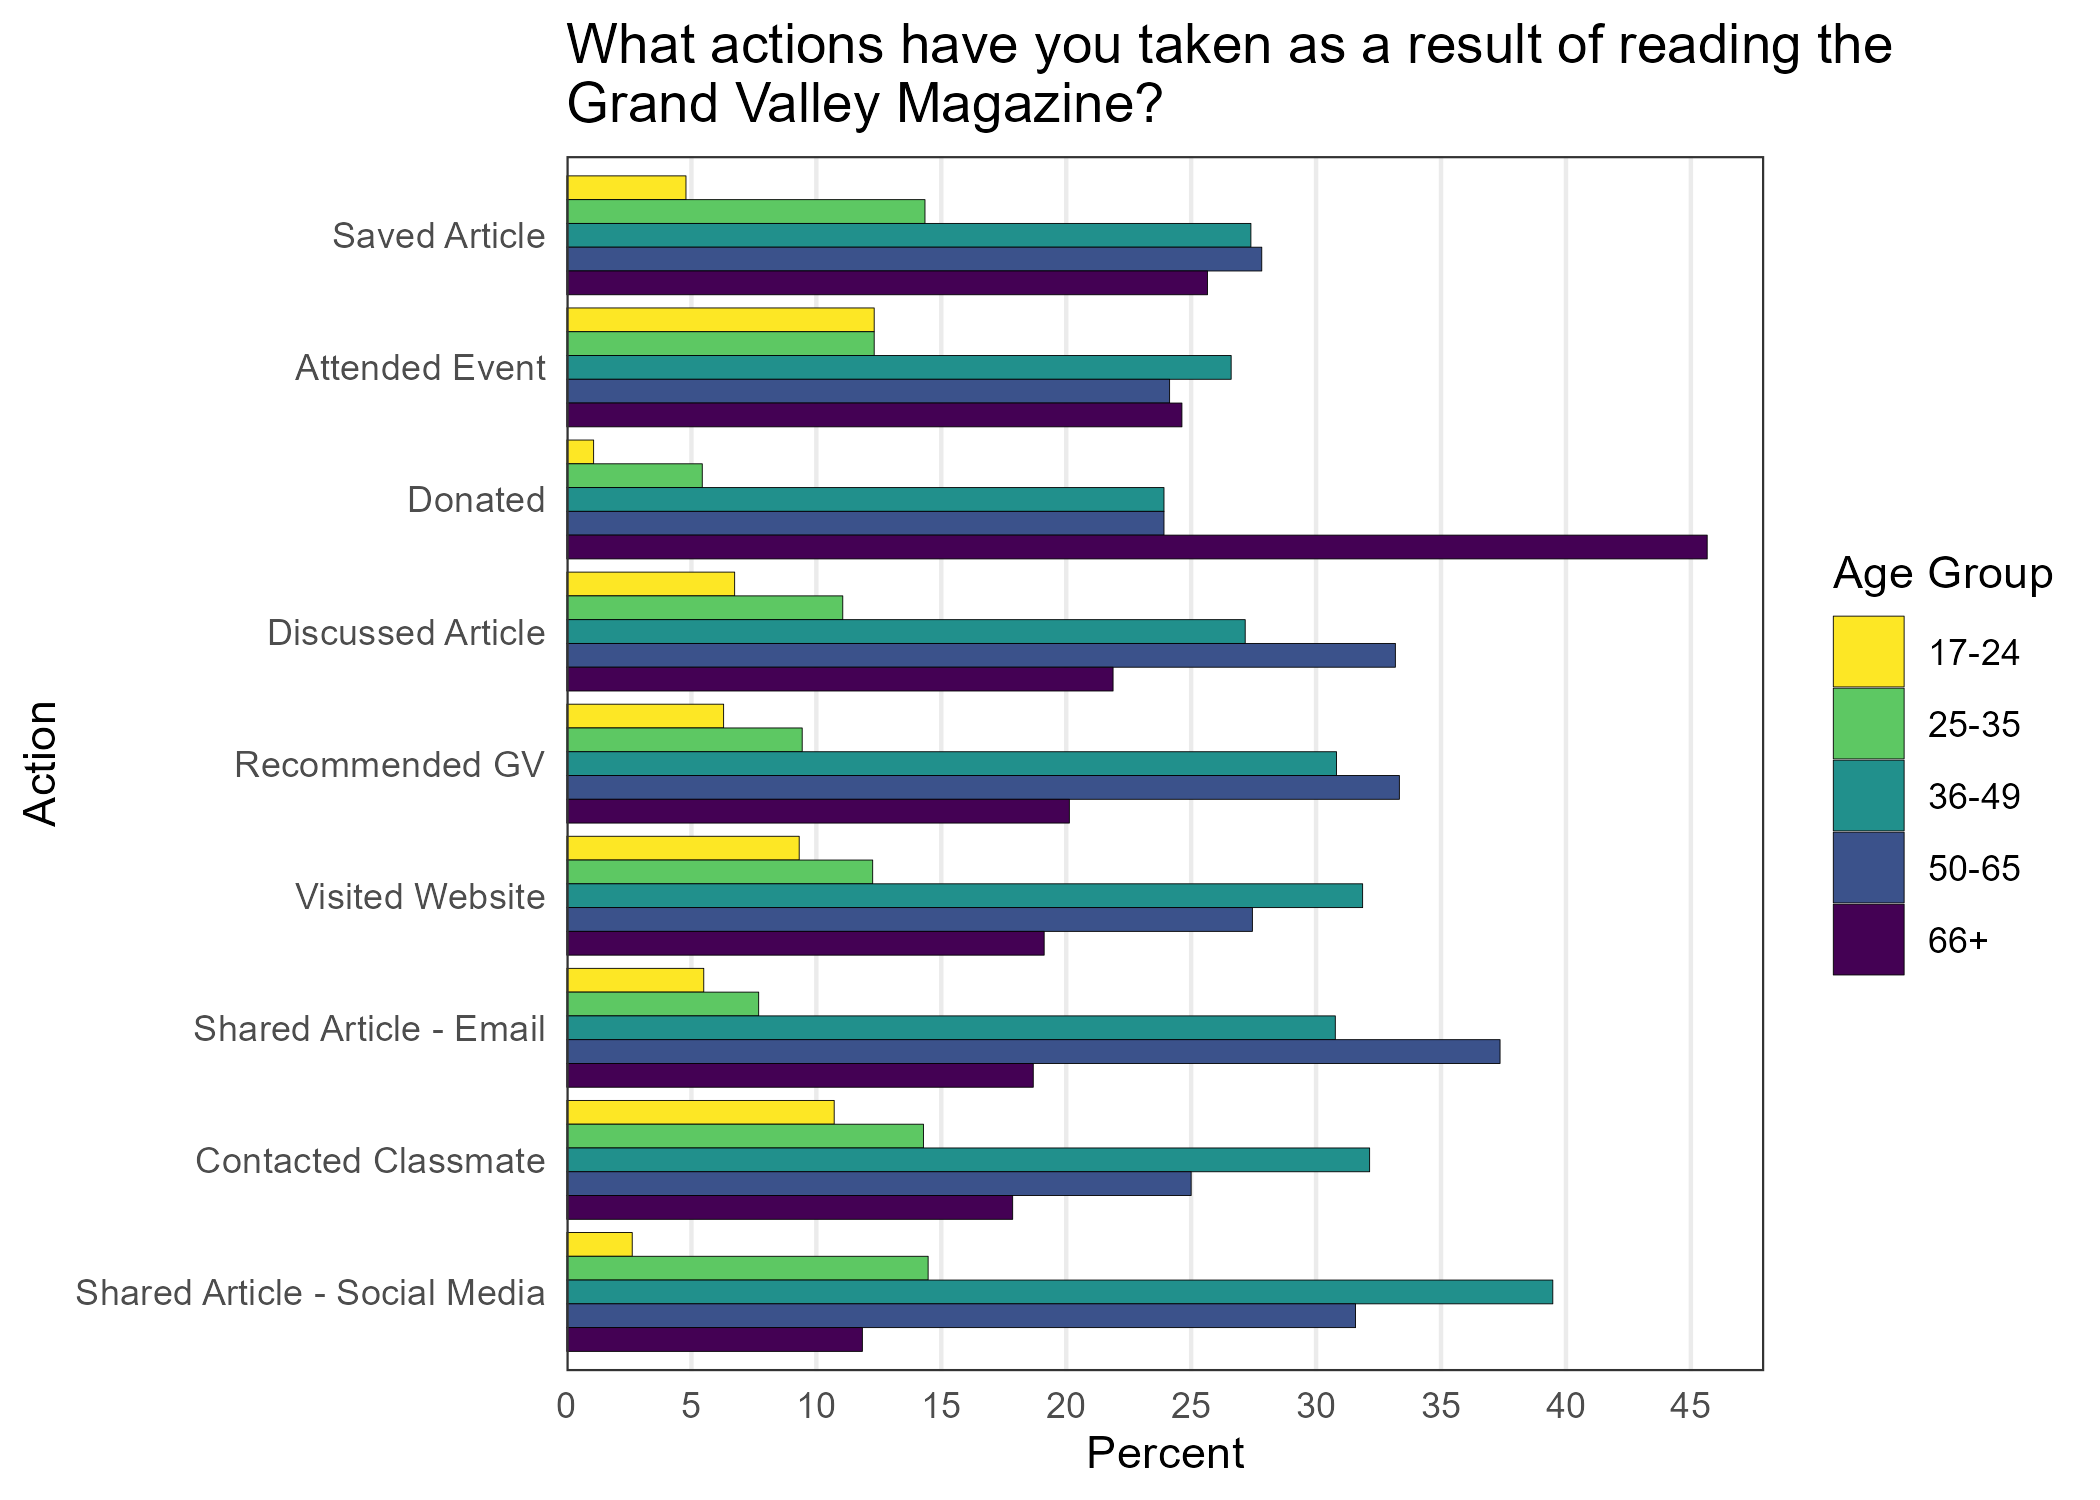 What actions have you taken as a result of reading the
Grand Valley Magazine?
Action
Saved Article
Attended Event
Donated
Discussed Article
Recommended GV
Visited Website
Shared Article - Email
Contacted Classmate
Shared Article - Social Media
0 5 10 15 20 25 30 35 40 45
Percent
Age Group
17-24
25-35
36-49
50-65
66+